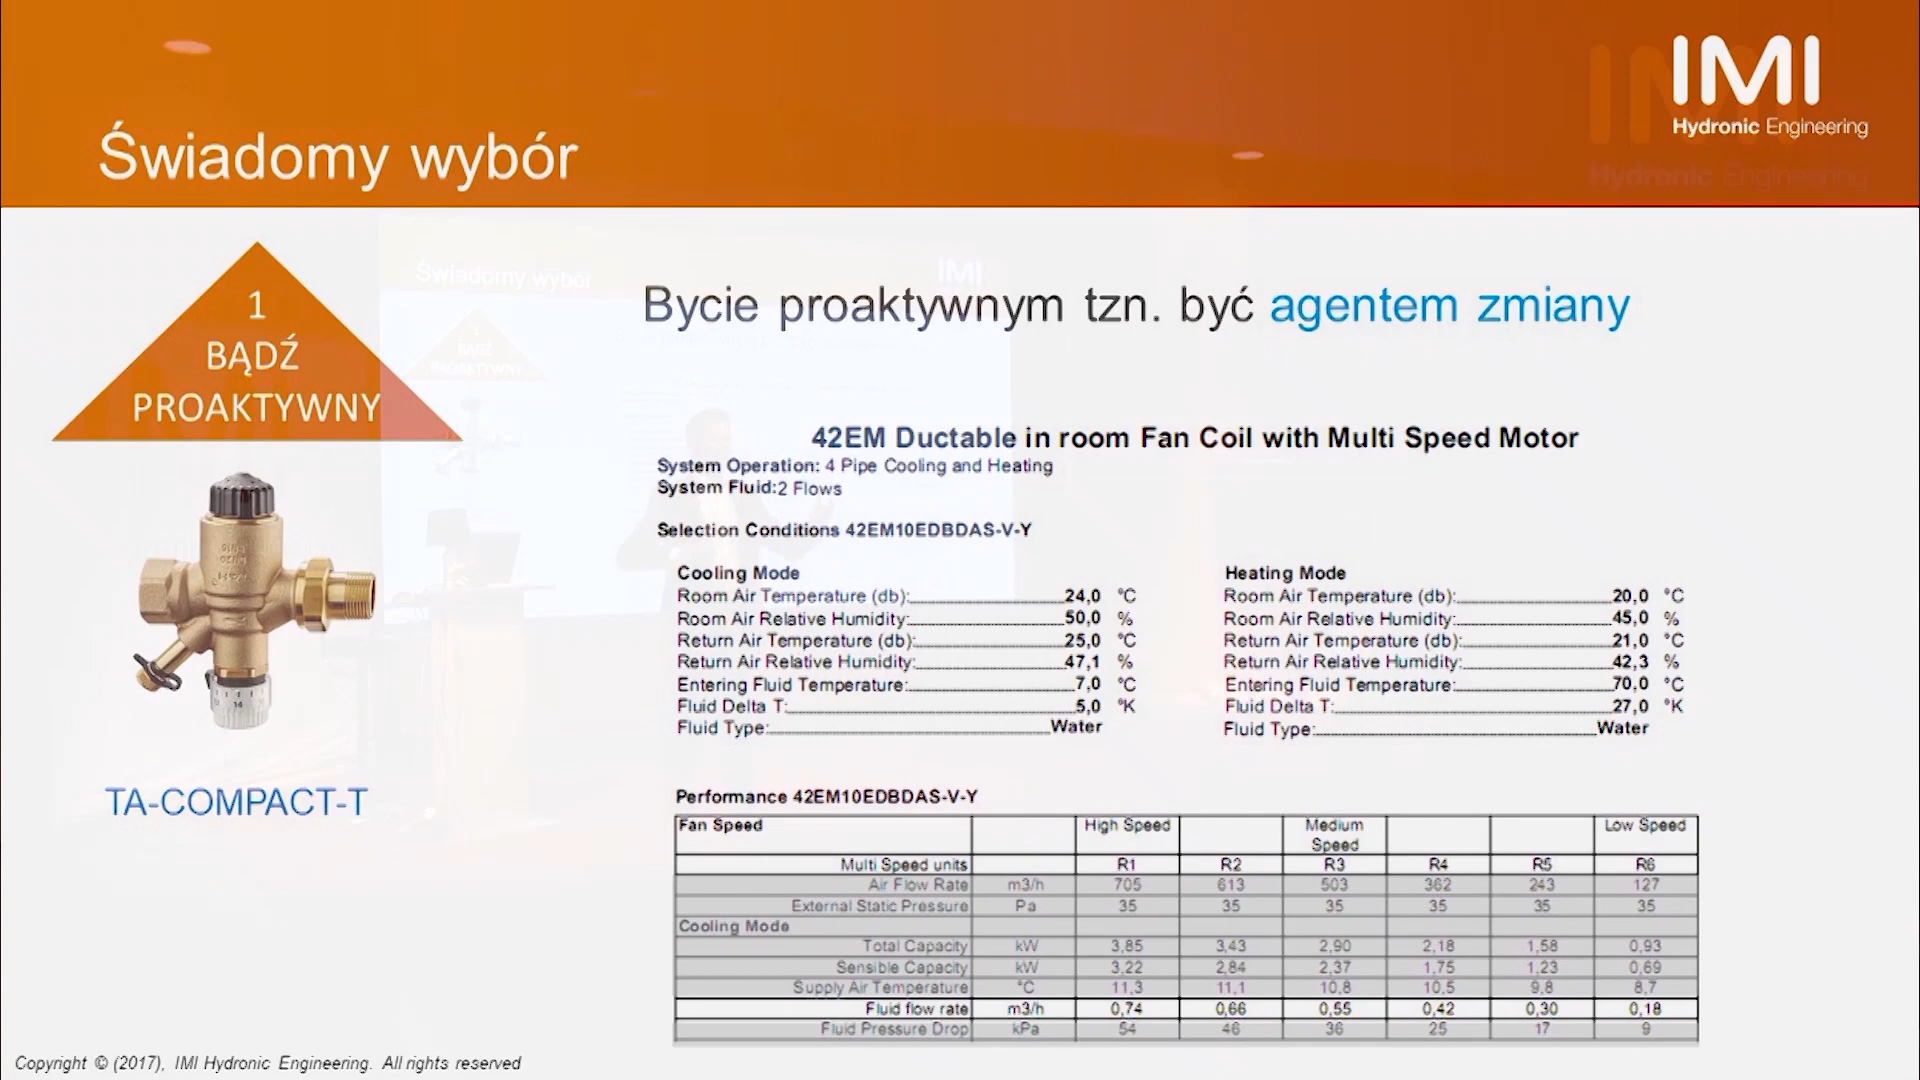 IMI
Hydronic Engineering
Świadomy wybór
1
BĄDŹ
PROAKTYWNY
Bycie proaktywnym tzn. być agentem zmiany
42EM Ductable in room Fan Coil with Multi Speed Motor
System Operation: 4 Pipe Cooling and Heating
System Fluid:2 Flows
Selection Conditions 42EM10EDBDAS-V-Y
Cooling Mode
Room Air Temperature (db): 24,0 °C
Room Air Relative Humidity: 50,0 %
Return Air Temperature (db): 25,0 °C
Return Air Relative Humidity: 47,1 %
Entering Fluid Temperature: 7,0 °C
Fluid Delta T: 5,0 °K
Fluid Type: Water
Heating Mode
Room Air Temperature (db): 20,0 °C
Room Air Relative Humidity: 45,0 %
Return Air Temperature (db): 21,0 °C
Return Air Relative Humidity: 42,3 %
Entering Fluid Temperature: 70,0 °C
Fluid Delta T: 27,0 °K
Fluid Type: Water
TA-COMPACT-T
Performance 42EM10EDBDAS-V-Y
Fan Speed High Speed Medium Speed Low Speed
Multi Speed units R1 R2 R3 R4 R5 R6
Air Flow Rate m3/h 705 613 503 362 243 127
External Static Pressure Pa 35 35 35 35 35 35
Cooling Mode
Total Capacity kW 3,85 3,43 2,90 2,18 1,58 0,93
Sensible Capacity kW 3,22 2,84 2,37 1,75 1,23 0,69
Supply Air Temperature °C 11,3 11,1 10,8 10,5 9,8 8,7
Fluid flow rate m3/h 0,74 0,66 0,55 0,42 0,30 0,18
Fluid Pressure Drop kPa 54 46 36 25 17 9
Copyright © (2017), IMI Hydronic Engineering. All rights reserved